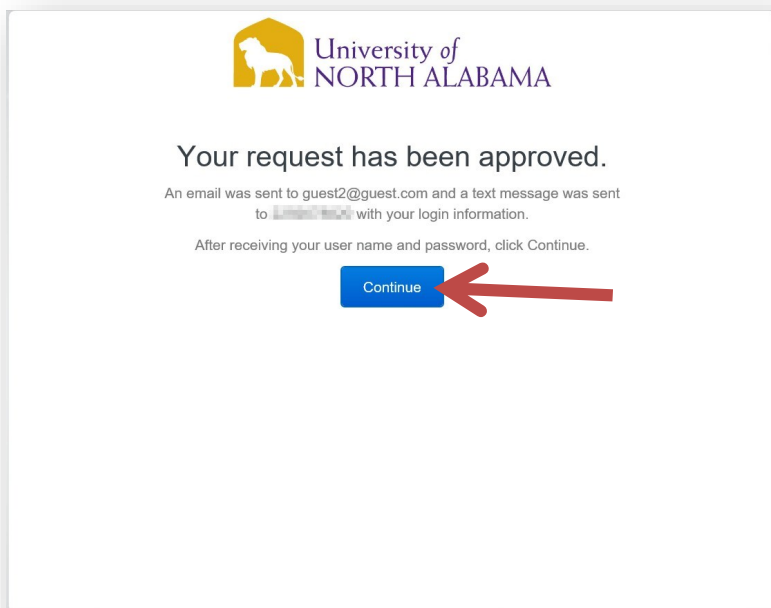 University of
NORTH ALABAMA
Your request has been approved.
An email was sent to guest2@guest.com and a text message was sent
to with your login information.
After receiving your user name and password, click Continue.
Continue